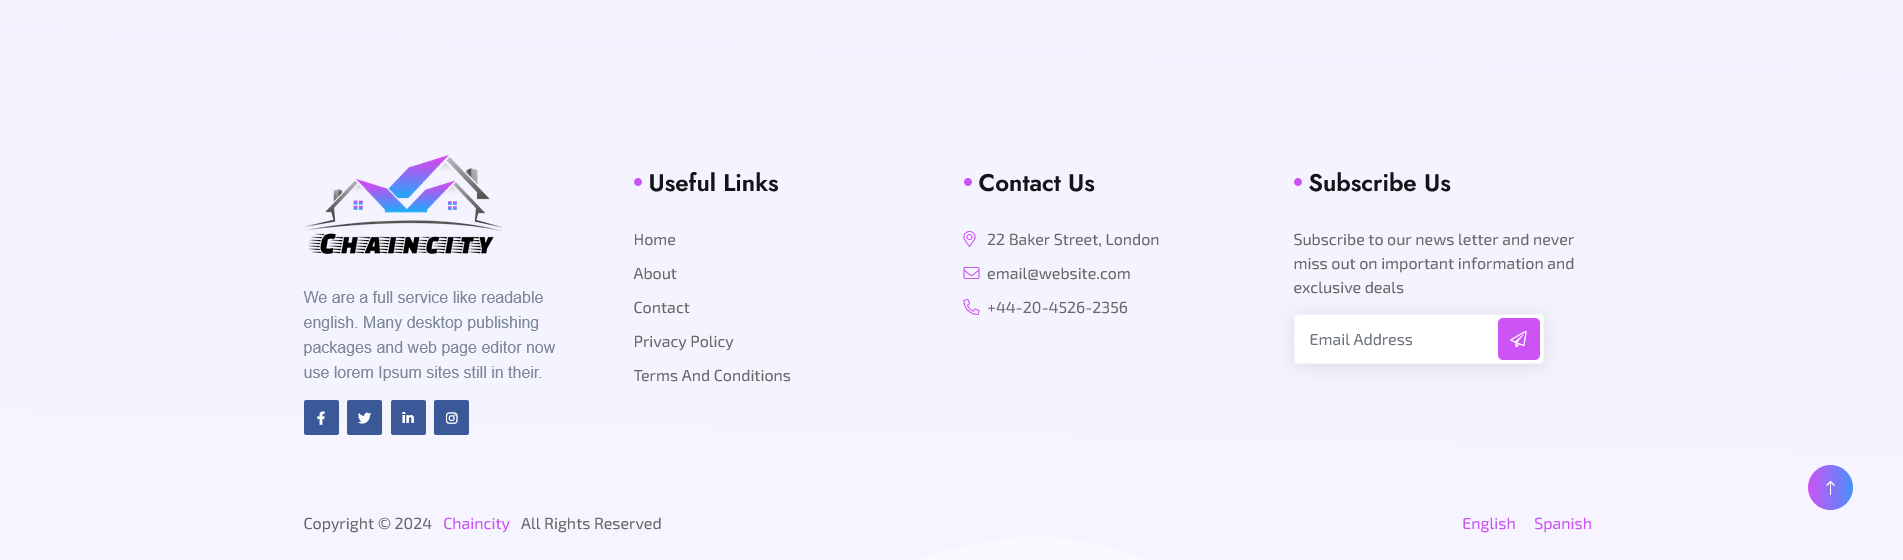 CHAINCITY
We are a full service like readable
english. Many desktop publishing
packages and web page editor now
use lorem Ipsum sites still in their.
Useful Links
Home
About
Contact
Privacy Policy
Terms And Conditions
Contact Us
22 Baker Street, London
email@website.com
+44-20-4526-2356
Subscribe Us
Subscribe to our news letter and never
miss out on important information and
exclusive deals
Email Address
Copyright © 2024 Chaincity All Rights Reserved
English Spanish